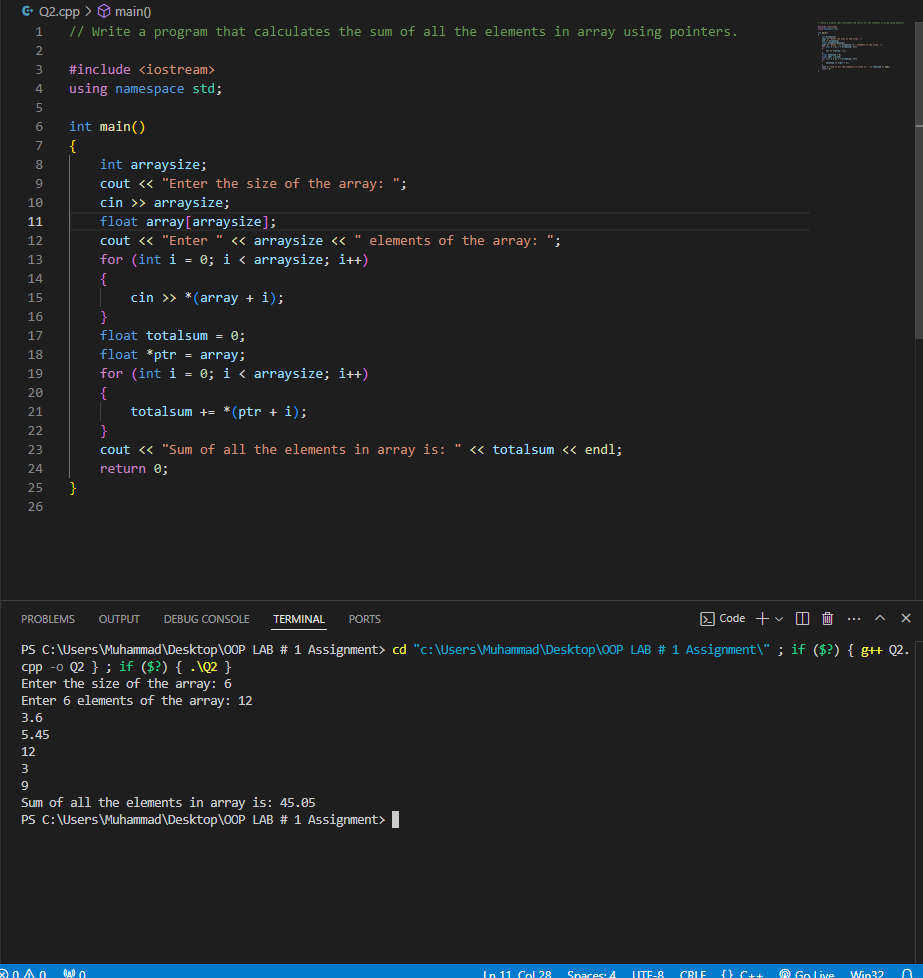 Q2.cpp > main()
1 // Write a program that calculates the sum of all the elements in array using pointers.
2
3 #include <iostream>
4 using namespace std;
5
6 int main()
7 {
8     int arraysize;
9     cout << "Enter the size of the array: ";
10     cin >> arraysize;
11     float array[arraysize];
12     cout << "Enter " << arraysize << " elements of the array: ";
13     for (int i = 0; i < arraysize; i++)
14     {
15         cin >> *(array + i);
16     }
17     float totalsum = 0;
18     float *ptr = array;
19     for (int i = 0; i < arraysize; i++)
20     {
21         totalsum += *(ptr + i);
22     }
23     cout << "Sum of all the elements in array is: " << totalsum << endl;
24     return 0;
25 }
26
PROBLEMS OUTPUT DEBUG CONSOLE TERMINAL PORTS Code
PS C:\Users\Muhammad\Desktop\OOP LAB # 1 Assignment> cd "c:\Users\Muhammad\Desktop\OOP LAB # 1 Assignment\" ; if ($?) { g++ Q2.
cpp -o Q2 } ; if ($?) { .\Q2 }
Enter the size of the array: 6
Enter 6 elements of the array: 12
3.6
5.45
12
3
9
Sum of all the elements in array is: 45.05
PS C:\Users\Muhammad\Desktop\OOP LAB # 1 Assignment>
0 0 0 Ln 11, Col 28 Spaces: 4 UTF-8 CRLF {} C++ Go Live Win32